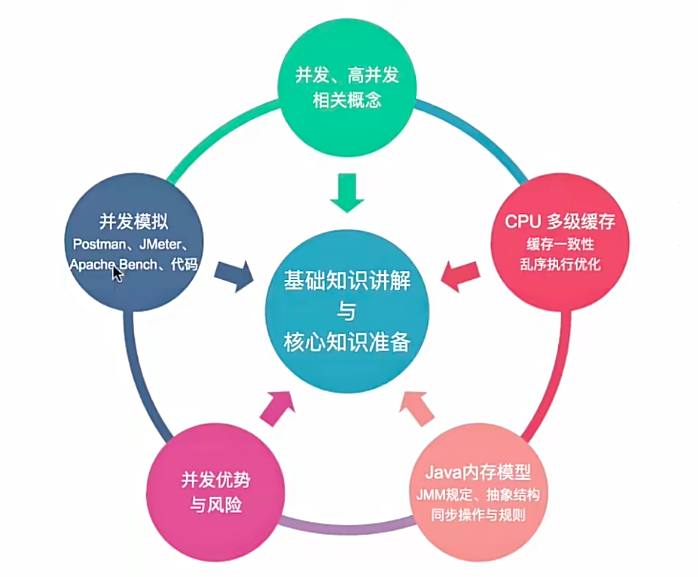 并发、高并发
相关概念
并发模拟
Postman、JMeter、
Apache Bench、代码
CPU 多级缓存
缓存一致性
乱序执行优化
基础知识讲解
与
核心知识准备
并发优势
与风险
Java内存模型
JMM规定、抽象结构
同步操作与规则